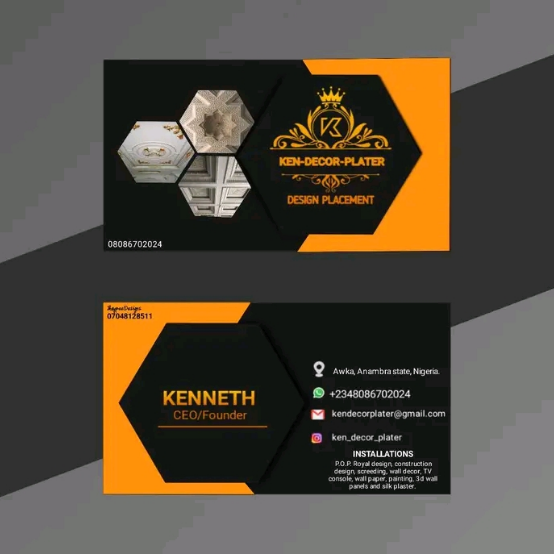 VK
KEN-DECOR-PLATER
DESIGN PLACEMENT
08086702024
07048128511
KENNETH
CEO/Founder
Awka, Anambra state, Nigeria.
+2348086702024
kendecorplater@gmail.com
ken_decor_plater
INSTALLATIONS
P.O.P. Royal design, construction
design, screeding, wall decor, TV
console, wall paper, painting, 3d wall
panels and silk plaster.